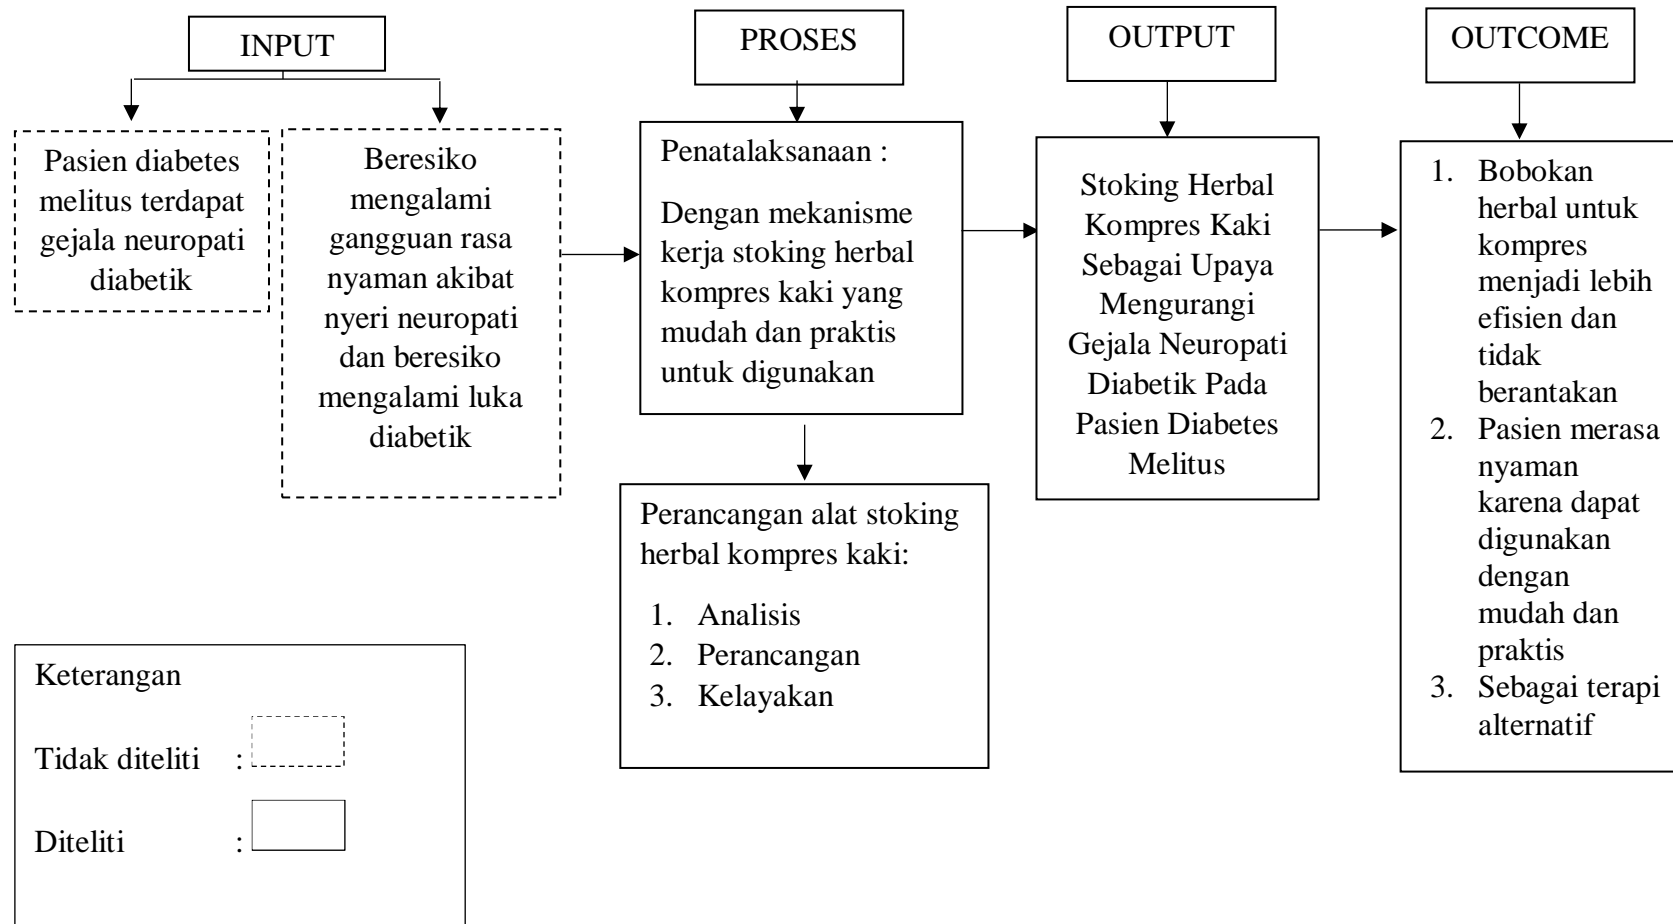 INPUT
Pasien diabetes
melitus terdapat
gejala neuropati
diabetik
Beresiko
mengalami
gangguan rasa
nyaman akibat
nyeri neuropati
dan beresiko
mengalami luka
diabetik
PROSES
Penatalaksanaan :
Dengan mekanisme
kerja stoking herbal
kompres kaki yang
mudah dan praktis
untuk digunakan
Perancangan alat stoking
herbal kompres kaki:
1. Analisis
2. Perancangan
3. Kelayakan
OUTPUT
Stoking Herbal
Kompres Kaki
Sebagai Upaya
Mengurangi
Gejala Neuropati
Diabetik Pada
Pasien Diabetes
Melitus
OUTCOME
1. Bobokan
herbal untuk
kompres
menjadi lebih
efisien dan
tidak
berantakan
2. Pasien merasa
nyaman
karena dapat
digunakan
dengan
mudah dan
praktis
3. Sebagai terapi
alternatif
Keterangan
Tidak diteliti :
Diteliti :